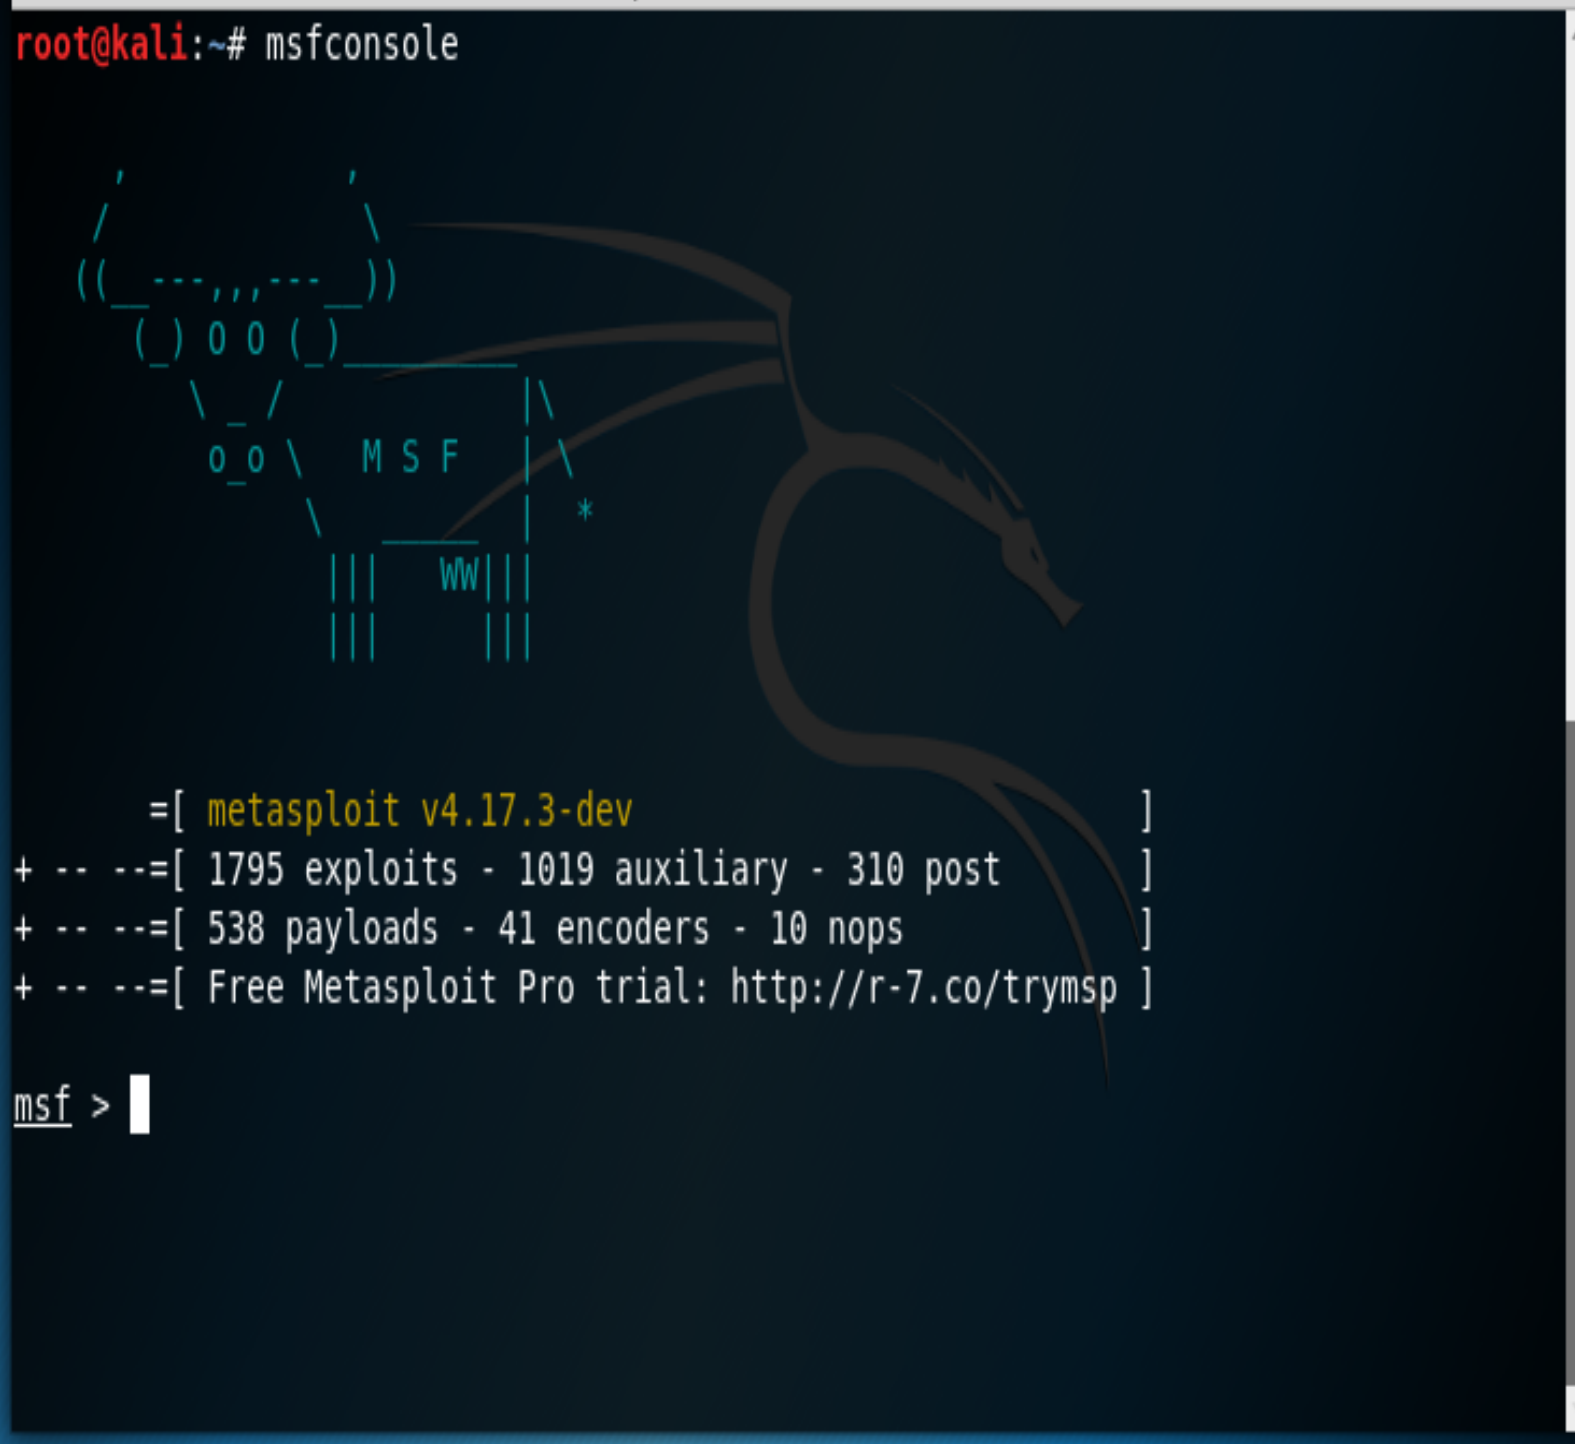 root@kali:~# msfconsole
M S F
=[ metasploit v4.17.3-dev ]
+ -- --=[ 1795 exploits - 1019 auxiliary - 310 post ]
+ -- --=[ 538 payloads - 41 encoders - 10 nops ]
+ -- --=[ Free Metasploit Pro trial: http://r-7.co/trymsp ]
msf >